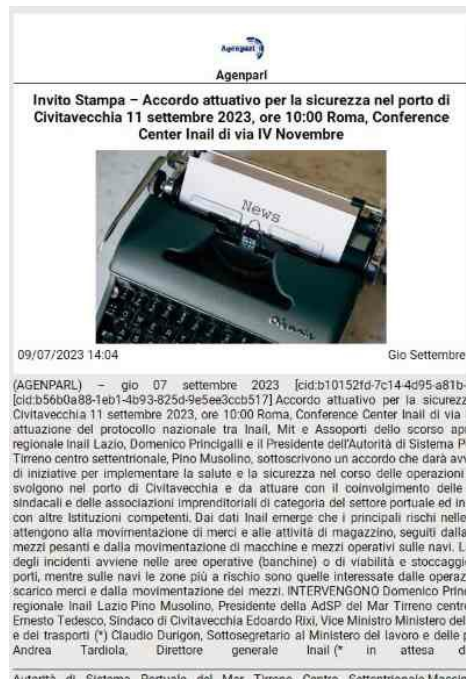 Agenparl
Agenparl
Invito Stampa – Accordo attuativo per la sicurezza nel porto di
Civitavecchia 11 settembre 2023, ore 10:00 Roma, Conference
Center Inail di via IV Novembre
News
Olympia
09/07/2023 14:04
Gio Settembre
(AGENPARL) – gio 07 settembre 2023 [cid:b10152fd-7c14-4d95-a81b-
[cid:b56b0a88-1eb1-4b93-825d-9e5ee3ccb517] Accordo attuativo per la sicurezz
Civitavecchia 11 settembre 2023, ore 10:00 Roma, Conference Center Inail di via
attuazione del protocollo nazionale tra Inail, Mit e Assoporti dello scorso apr
regionale Inail Lazio, Domenico Princigalli e il Presidente dell'Autorità di Sistema P
Tirreno centro settentrionale, Pino Musolino, sottoscrivono un accordo che darà avv
di iniziative per implementare la salute e la sicurezza nel corso delle operazioni
svolgono nel porto di Civitavecchia e da attuare con il coinvolgimento delle
sindacali e delle associazioni imprenditoriali di categoria del settore portuale ed in
con altre Istituzioni competenti. Dai dati Inail emerge che i principali rischi nelle
attengono alla movimentazione di merci e alle attività di magazzino, seguiti dalla
mezzi pesanti e dalla movimentazione di macchine e mezzi operativi sulle navi. L
degli incidenti avviene nelle aree operative (banchine) o di viabilità e stoccaggi
porti, mentre sulle navi le zone più a rischio sono quelle interessate dalle operaz
scarico merci e dalla movimentazione dei mezzi. INTERVENGONO Domenico Princ
regionale Inail Lazio Pino Musolino, Presidente della AdSP del Mar Tirreno centro
Ernesto Tedesco, Sindaco di Civitavecchia Edoardo Rixi, Vice Ministro Ministero del
e dei trasporti (*) Claudio Durigon, Sottosegretario al Ministero del lavoro e delle p
Andrea Tardiola, Direttore generale Inail (* in attesa d
Autorità di Sistema Portuale del Mar Tirreno Centro Settentrionale Massim